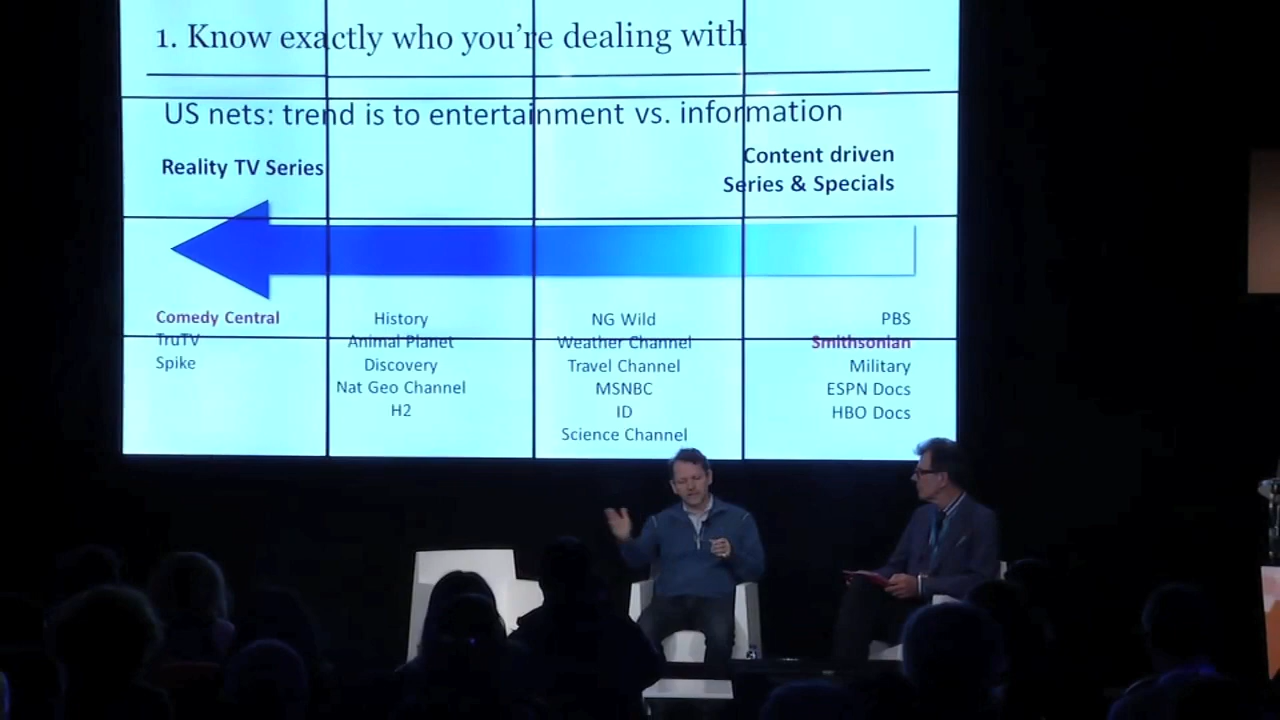 1. Know exactly who you're dealing with
US nets: trend is to entertainment vs. information
Reality TV Series
Content driven
Series & Specials
Comedy Central
TruTV
Spike
History
Animal Planet
Discovery
Nat Geo Channel
H2
NG Wild
Weather Channel
Travel Channel
MSNBC
ID
Science Channel
PBS
Smithsonian
Military
ESPN Docs
HBO Docs